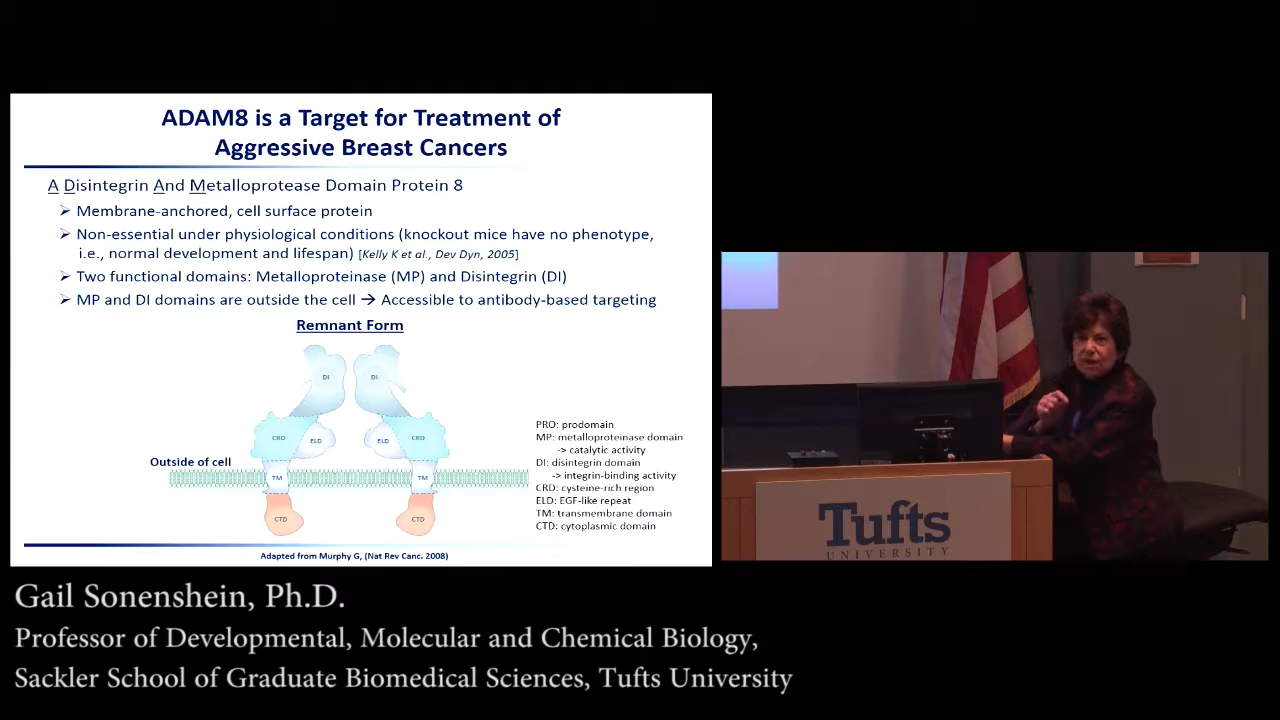 ADAM8 is a Target for Treatment of
Aggressive Breast Cancers
A Disintegrin And Metalloprotease Domain Protein 8
➢ Membrane-anchored, cell surface protein
➢ Non-essential under physiological conditions (knockout mice have no phenotype,
i.e., normal development and lifespan) [Kelly K et al., Dev Dyn, 2005]
➢ Two functional domains: Metalloproteinase (MP) and Disintegrin (DI)
➢ MP and DI domains are outside the cell → Accessible to antibody-based targeting
Remnant Form
DI DI
CRD ELD ELD CRD
Outside of cell
TM TM
CTD CTD
PRO: prodomain
MP: metalloproteinase domain
-> catalytic activity
DI: disintegrin domain
-> integrin-binding activity
CRD: cysteine-rich region
ELD: EGF-like repeat
TM: transmembrane domain
CTD: cytoplasmic domain
Adapted from Murphy G, (Nat Rev Canc. 2008)
Tufts
UNIVERSITY
Gail Sonenshein, Ph.D.
Professor of Developmental, Molecular and Chemical Biology,
Sackler School of Graduate Biomedical Sciences, Tufts University